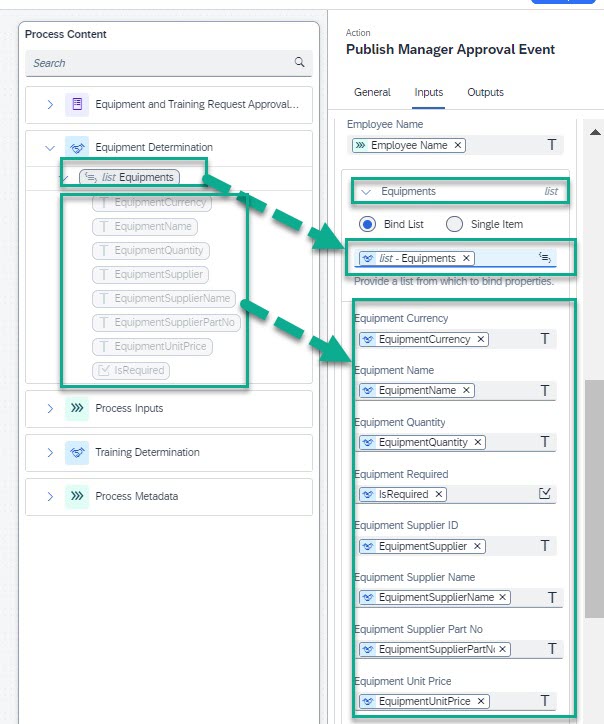 Process Content
Search
Equipment and Training Request Approval...
Equipment Determination
list Equipments
EquipmentCurrency
EquipmentName
EquipmentQuantity
EquipmentSupplier
EquipmentSupplierName
EquipmentSupplierPartNo
EquipmentUnitPrice
IsRequired
Process Inputs
Training Determination
Process Metadata
Action
Publish Manager Approval Event
General Inputs Outputs
Employee Name
Employee Name
Equipments list
Bind List Single Item
list - Equipments
Provide a list from which to bind properties.
Equipment Currency
EquipmentCurrency
Equipment Name
EquipmentName
Equipment Quantity
EquipmentQuantity
Equipment Required
IsRequired
Equipment Supplier ID
EquipmentSupplier
Equipment Supplier Name
EquipmentSupplierName
Equipment Supplier Part No
EquipmentSupplierPartNo
Equipment Unit Price
EquipmentUnitPrice